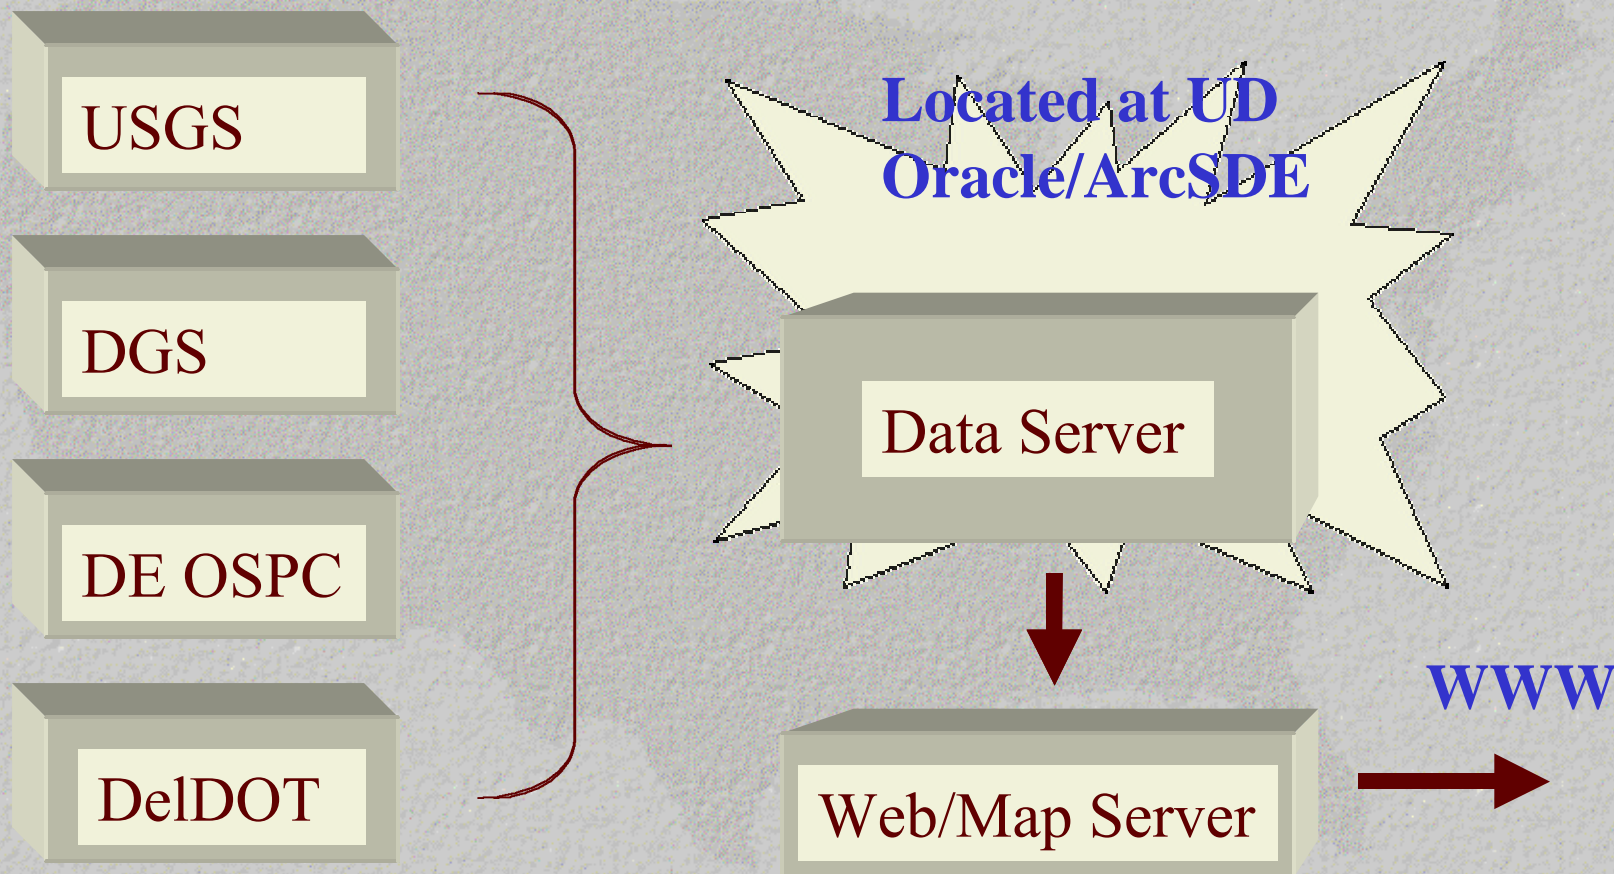 USGS
DGS
DE OSPC
DelDOT
Located at UD
Oracle/ArcSDE
Data Server
Web/Map Server
WWW